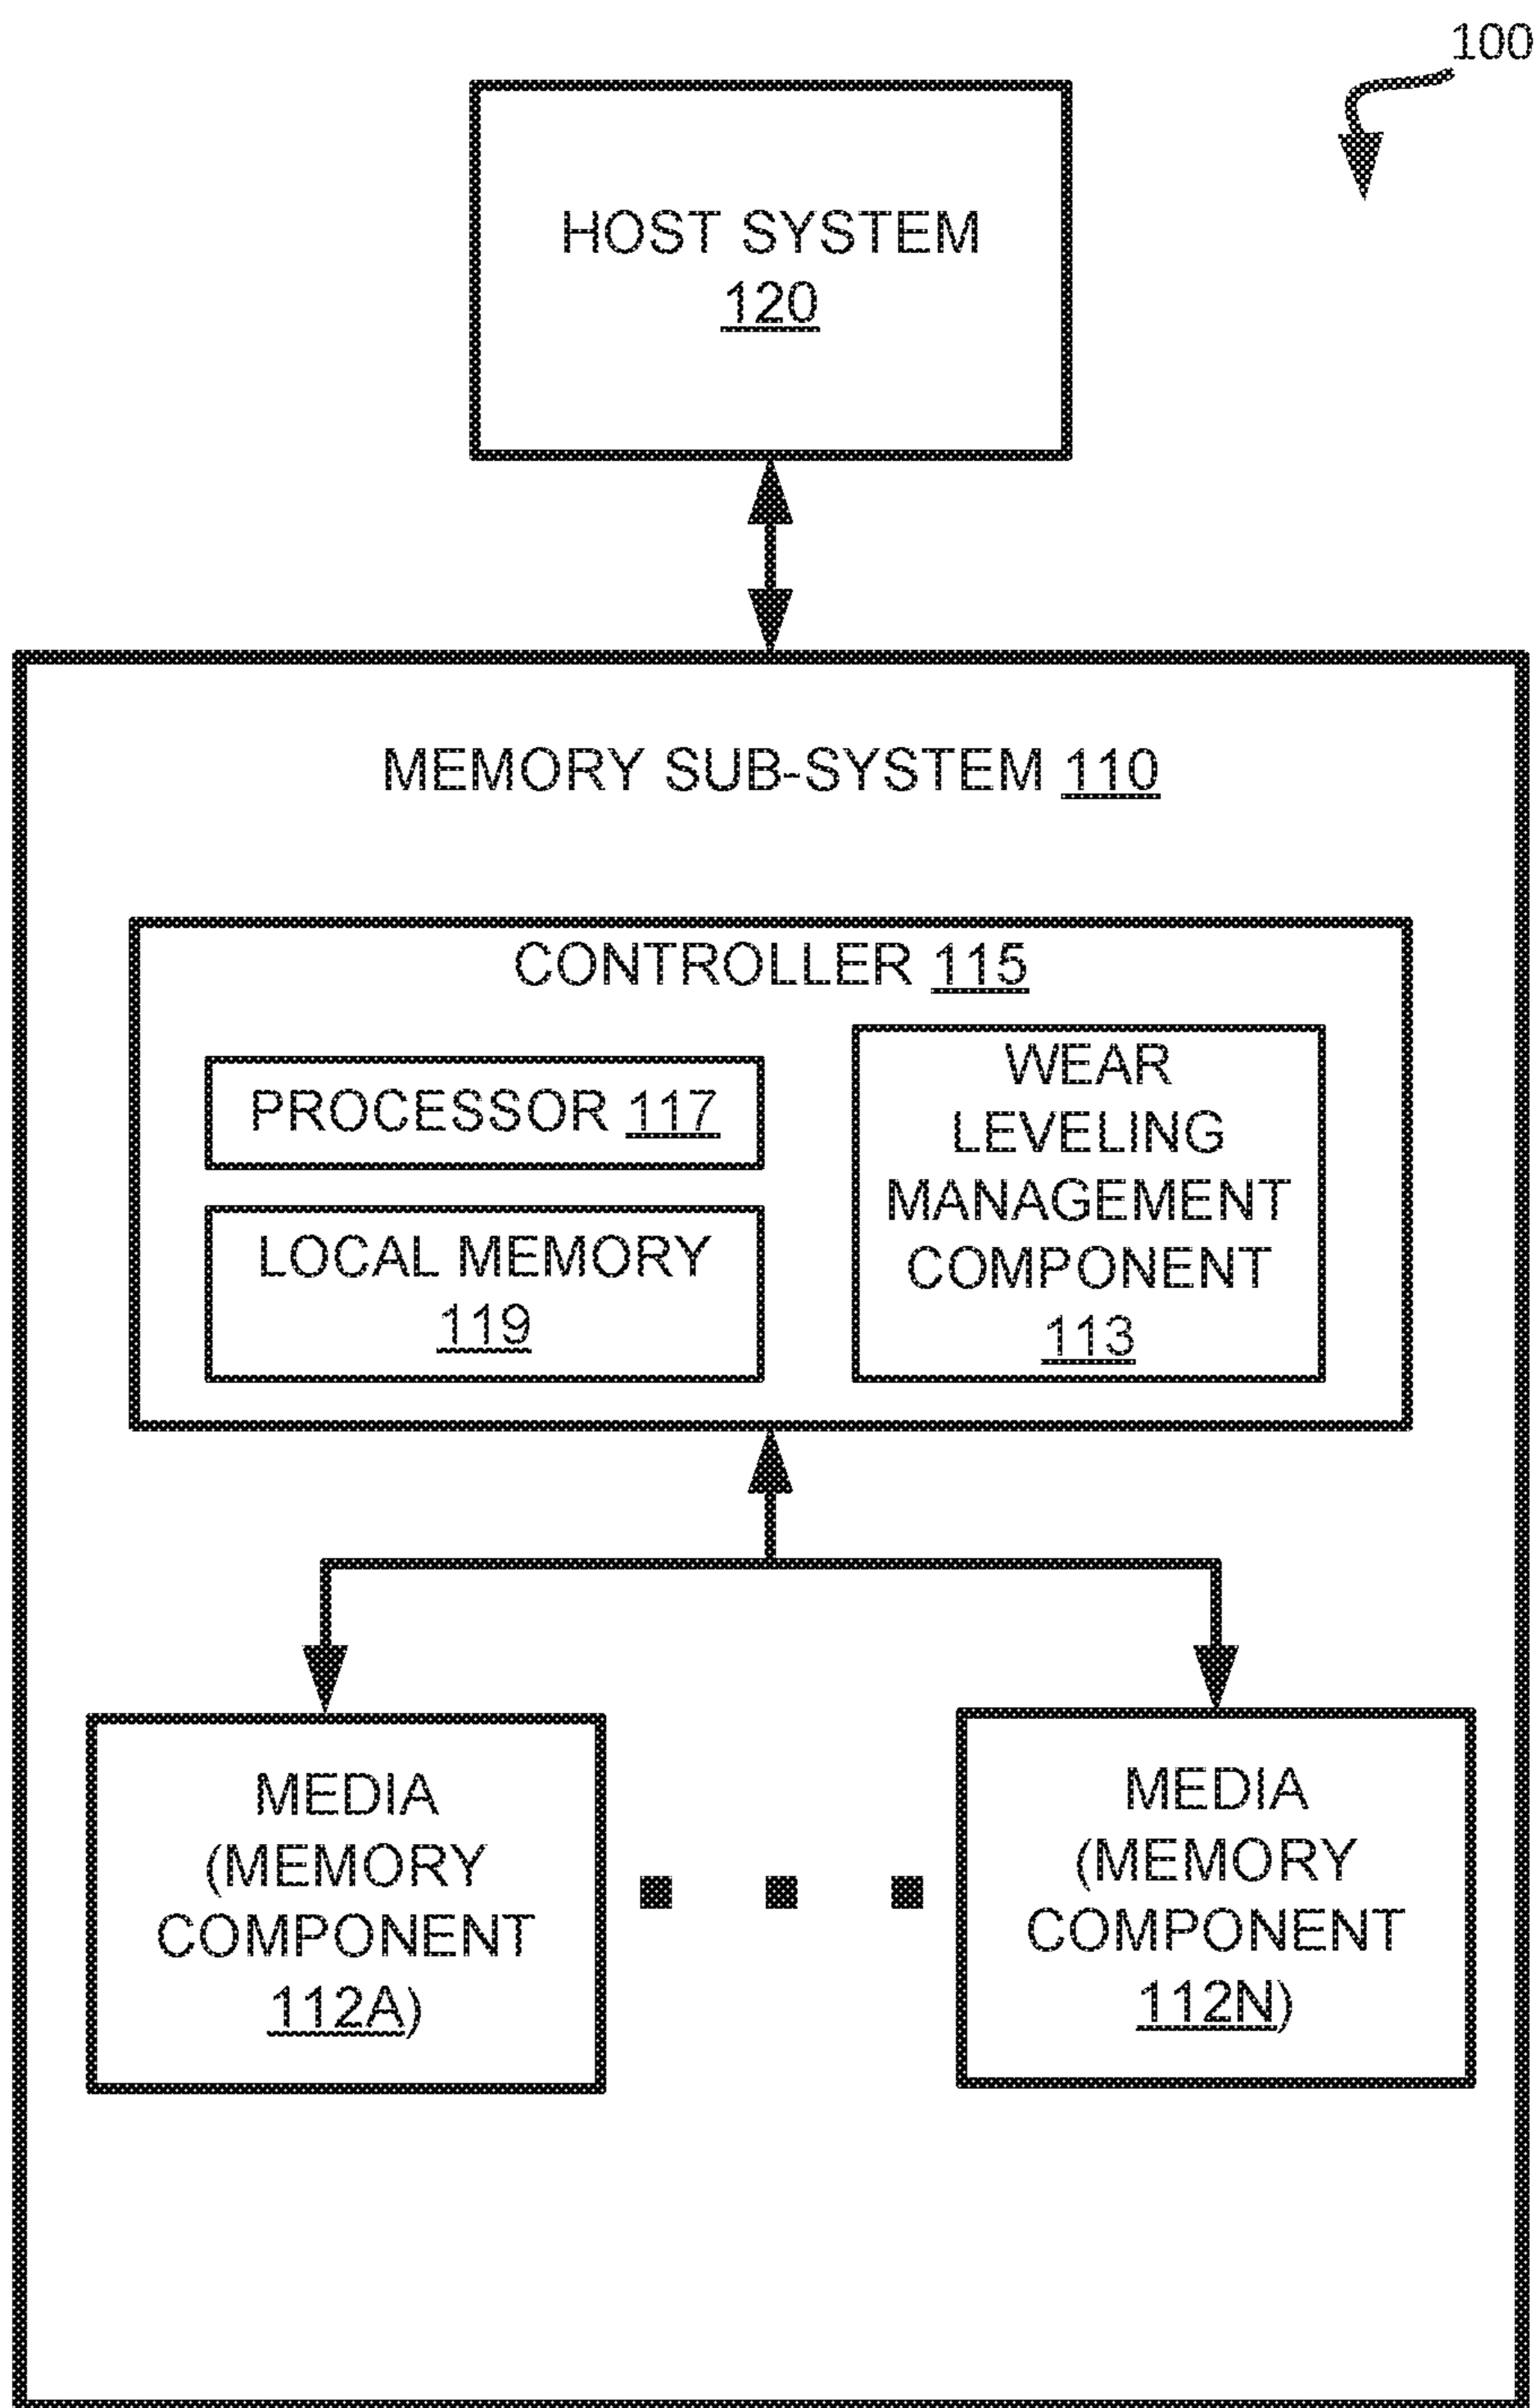 100
HOST SYSTEM
120
MEMORY SUB-SYSTEM 110
CONTROLLER 115
PROCESSOR 117
LOCAL MEMORY
119
WEAR
LEVELING
MANAGEMENT
COMPONENT
113
MEDIA
(MEMORY
COMPONENT
112A)
MEDIA
(MEMORY
COMPONENT
112N)